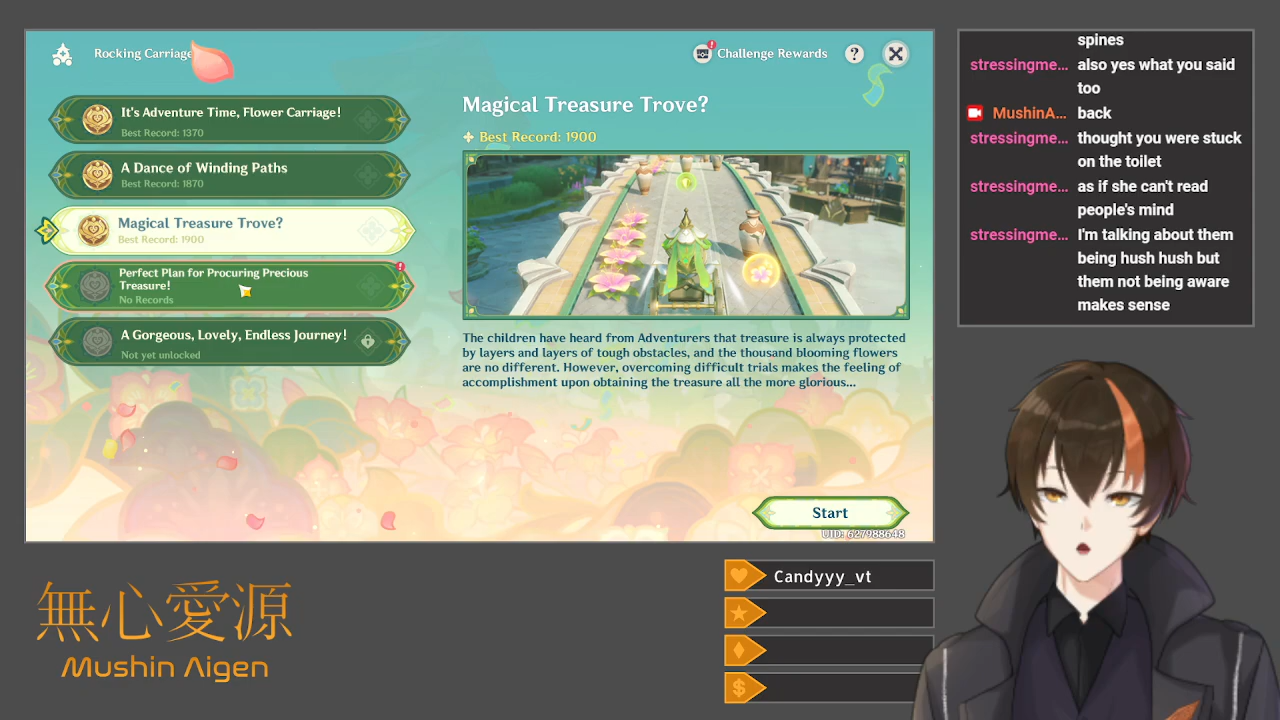 Rocking Carriage
Challenge Rewards
?
It's Adventure Time, Flower Carriage!
Best Record: 1370
A Dance of Winding Paths
Best Record: 1870
Magical Treasure Trove?
Best Record: 1900
Perfect Plan for Procuring Precious
Treasure!
No Records
A Gorgeous, Lovely, Endless Journey!
Not yet unlocked
Magical Treasure Trove?
Best Record: 1900
The children have heard from Adventurers that treasure is always protected
by layers and layers of tough obstacles, and the thousand blooming flowers
are no different. However, overcoming difficult trials makes the feeling of
accomplishment upon obtaining the treasure all the more glorious...
Start
UID: 627988648
spines
stressingme... also yes what you said
too
MushinA... back
stressingme... thought you were stuck
on the toilet
stressingme... as if she can't read
people's mind
stressingme... I'm talking about them
being hush hush but
them not being aware
makes sense
Candyyy_vt
$
無心愛源
Mushin Aigen